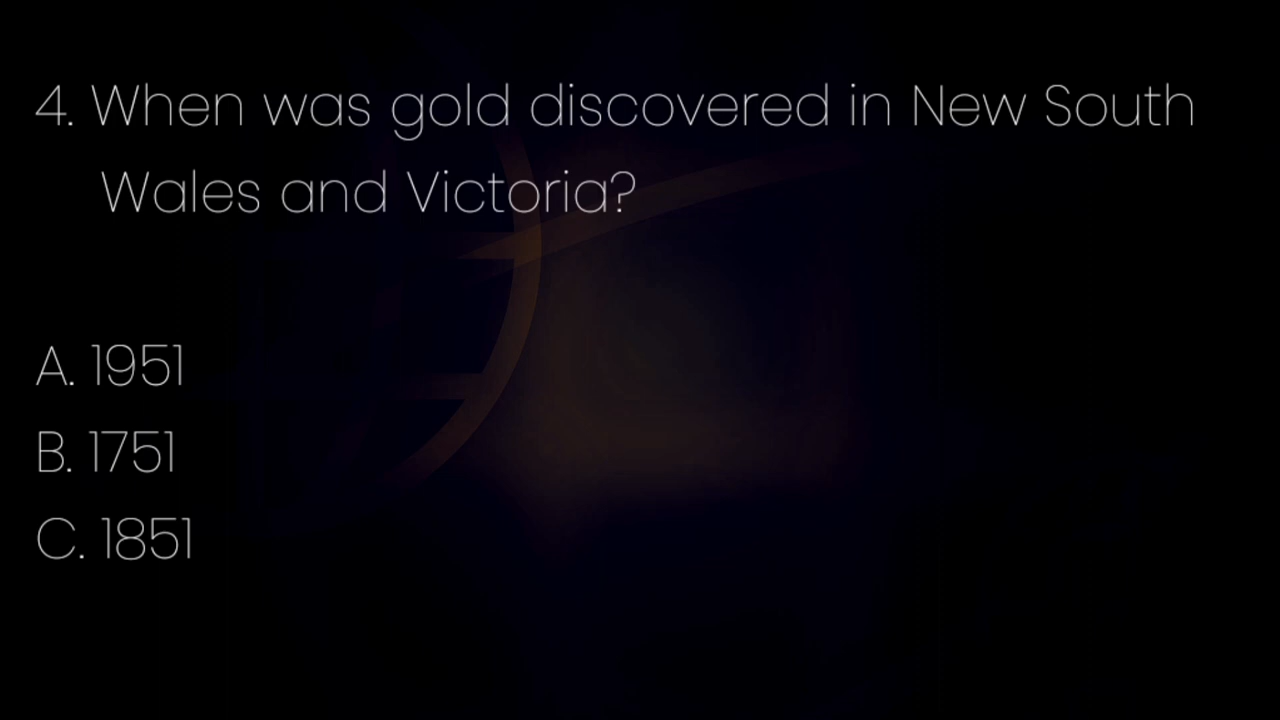 4. When was gold discovered in New South
Wales and Victoria?
A. 1951
B. 1751
C. 1851